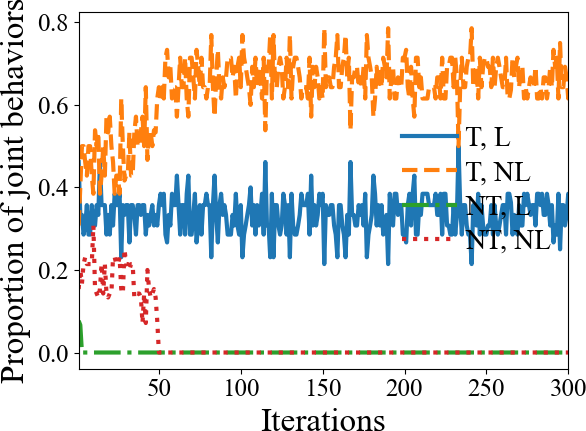 Proportion of joint behaviors
0.8
0.6
0.4
0.2
0.0
T, L
T, NL
NT, L
NT, NL
50
100
150
200
250
300
Iterations